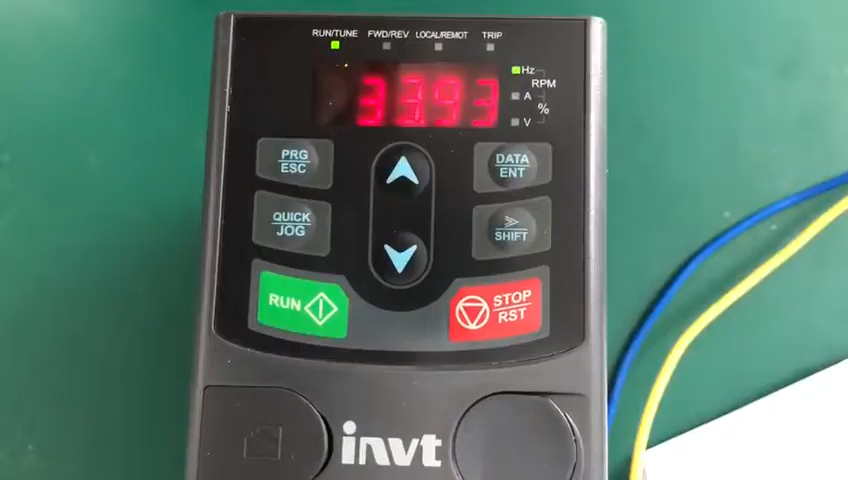 RUN/TUNE FWD/REV LOCAL/REMOT TRIP
33.93
Hz
RPM
A
%
V
PRG
ESC
DATA
ENT
QUICK
JOG
SHIFT
RUN
STOP
RST
invt